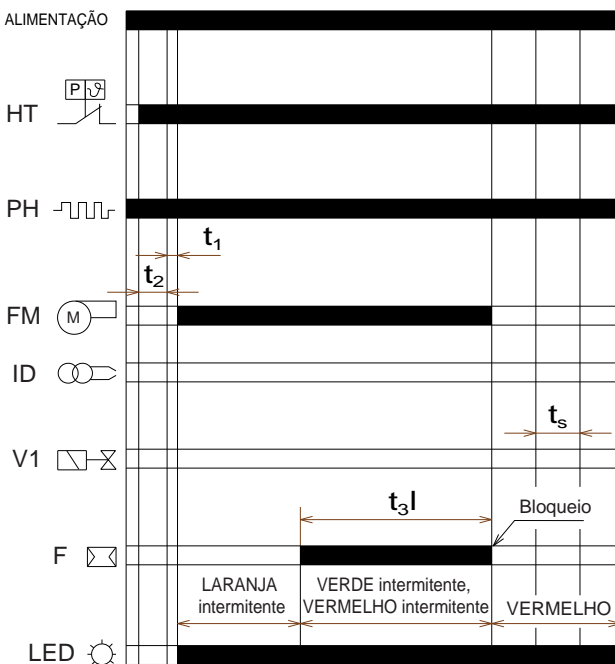 ALIMENTAÇÃO
P
HT
PH
t1
t2
FM M
ID
ts
V1
t3l
Bloqueio
F
LARANJA
intermitente
VERDE intermitente,
VERMELHO intermitente
VERMELHO
LED